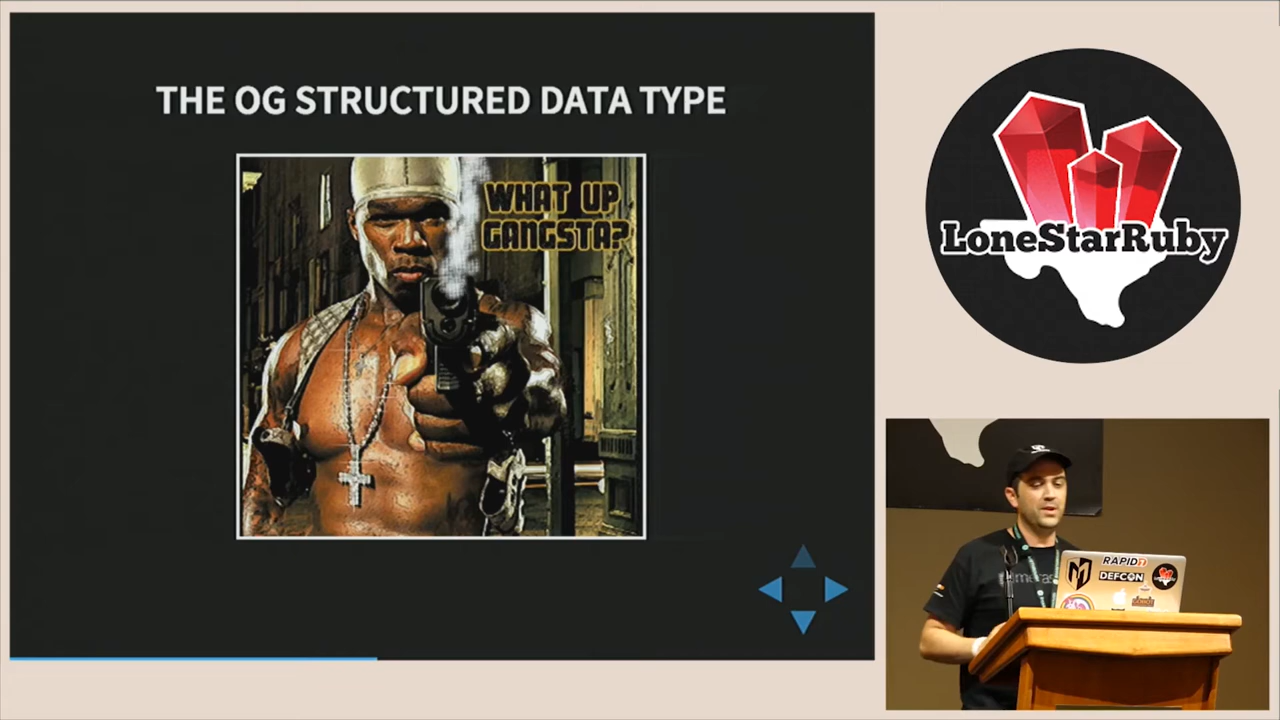 THE OG STRUCTURED DATA TYPE
WHAT UP
GANGSTA?
LoneStarRuby
RAPID7
DEFCON